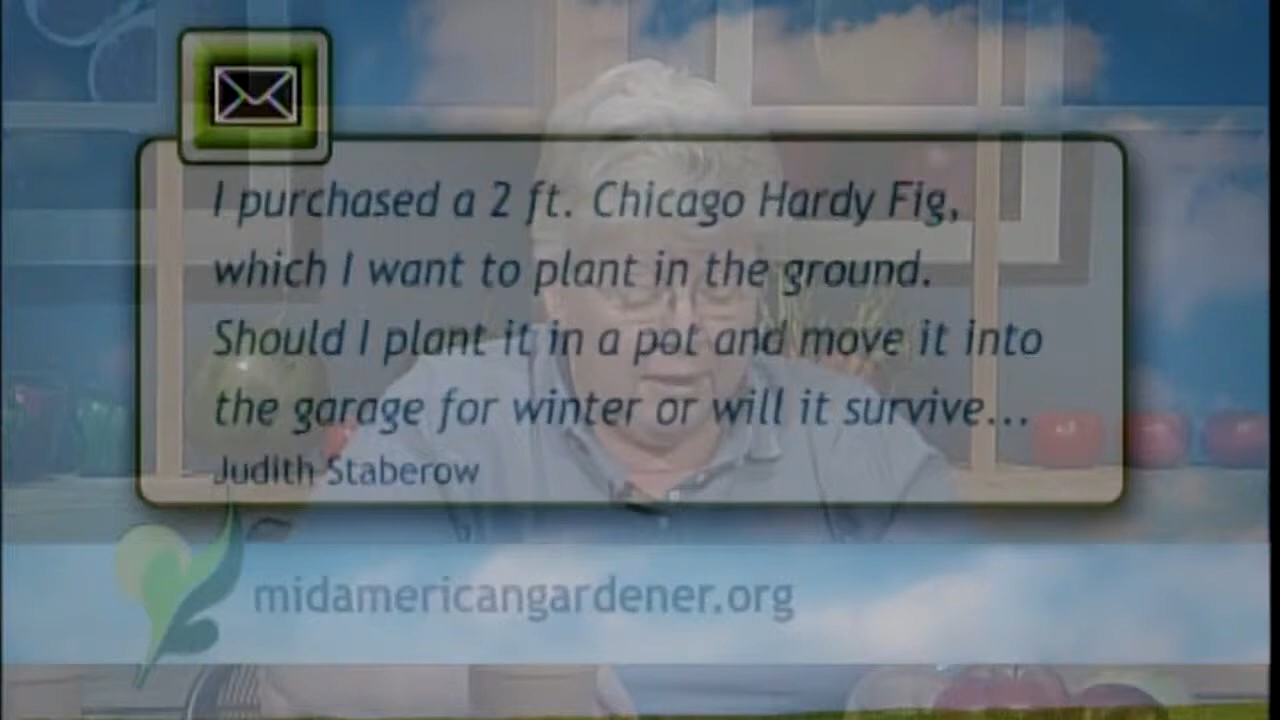 I purchased a 2 ft. Chicago Hardy Fig,
which I want to plant in the ground.
Should I plant it in a pot and move it into
the garage for winter or will it survive...
Judith Staberow
midamericangardener.org